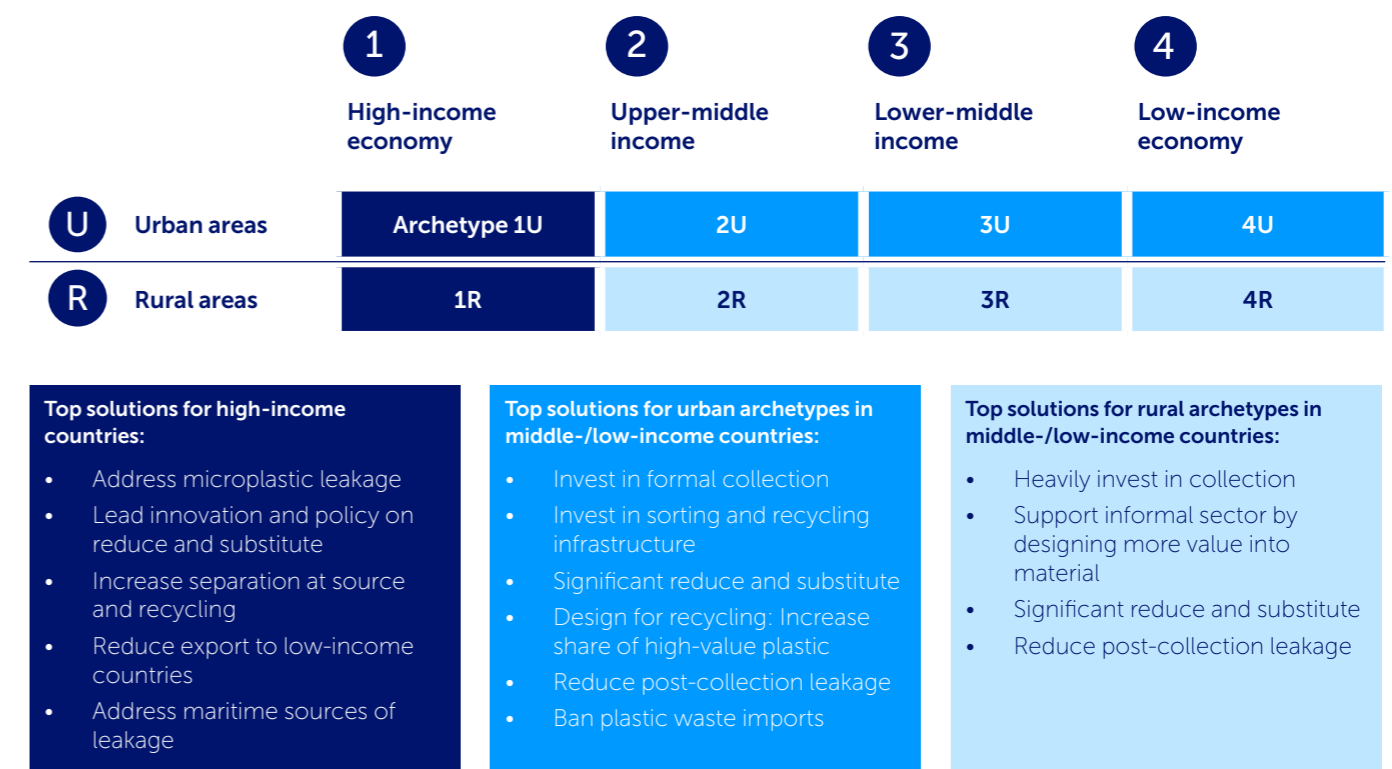 1
2
3
4
High-income
economy
Upper-middle
income
Lower-middle
income
Low-income
economy
U
Urban areas
Archetype 1U
2U
3U
4U
R
Rural areas
1R
2R
3R
4R
Top solutions for high-income
countries:
• Address microplastic leakage
• Lead innovation and policy on
reduce and substitute
• Increase separation at source
and recycling
• Reduce export to low-income
countries
• Address maritime sources of
leakage
Top solutions for urban archetypes in
middle-/low-income countries:
• Invest in formal collection
• Invest in sorting and recycling
infrastructure
• Significant reduce and substitute
• Design for recycling: Increase
share of high-value plastic
• Reduce post-collection leakage
• Ban plastic waste imports
Top solutions for rural archetypes in
middle-/low-income countries:
• Heavily invest in collection
• Support informal sector by
designing more value into
material
• Significant reduce and substitute
• Reduce post-collection leakage